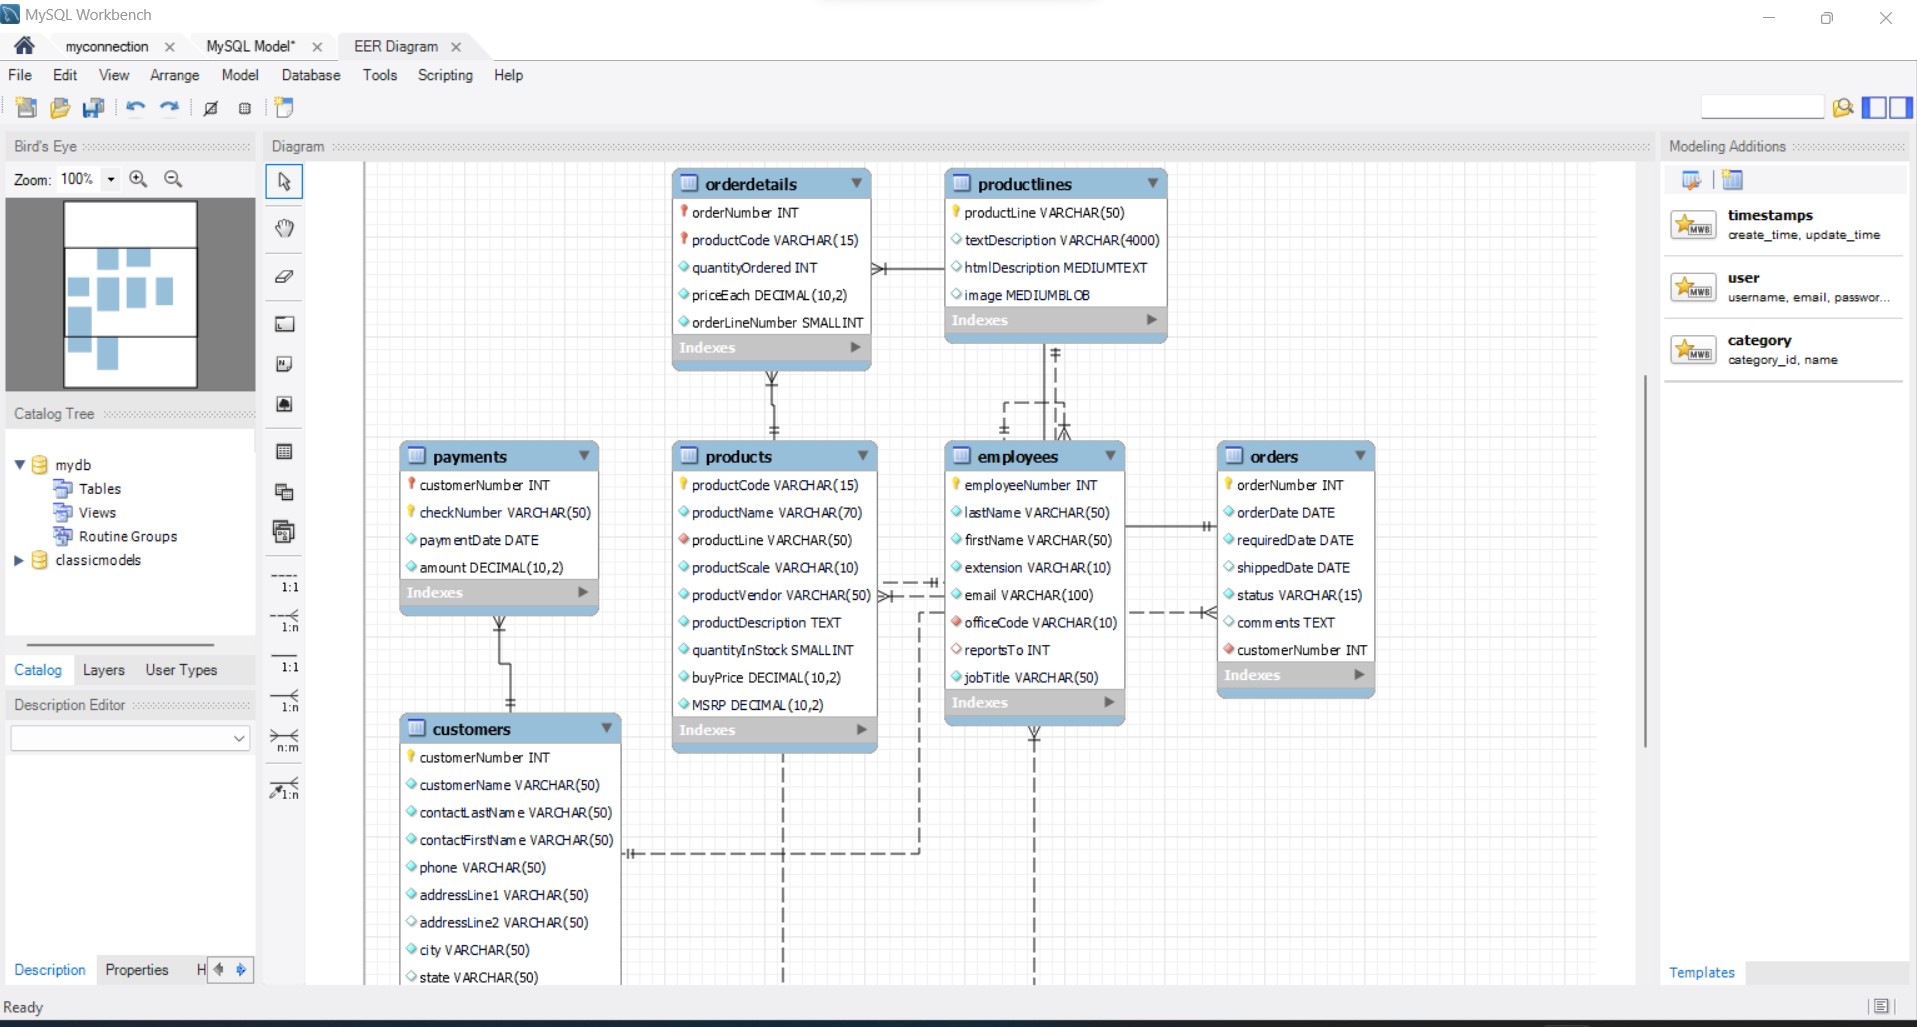 MySQL Workbench
myconnection
MySQL Model*
EER Diagram
File Edit View Arrange Model Database Tools Scripting Help
Bird's Eye
Zoom: 100%
Catalog Tree
mydb
Tables
Views
Routine Groups
classicmodels
Catalog Layers User Types
Description Editor
Description Properties H
Ready
1:1
1:n
1:1
1:n
n:m
1:n
Diagram
orderdetails
orderNumber INT
productCode VARCHAR(15)
quantityOrdered INT
priceEach DECIMAL(10,2)
orderLineNumber SMALLINT
Indexes
productlines
productLine VARCHAR(50)
textDescription VARCHAR(4000)
htmlDescription MEDIUMTEXT
image MEDIUMBLOB
Indexes
payments
customerNumber INT
checkNumber VARCHAR(50)
paymentDate DATE
amount DECIMAL(10,2)
Indexes
products
productCode VARCHAR(15)
productName VARCHAR(70)
productLine VARCHAR(50)
productScale VARCHAR(10)
productVendor VARCHAR(50)
productDescription TEXT
quantityInStock SMALLINT
buyPrice DECIMAL(10,2)
MSRP DECIMAL(10,2)
Indexes
employees
employeeNumber INT
lastName VARCHAR(50)
firstName VARCHAR(50)
extension VARCHAR(10)
email VARCHAR(100)
officeCode VARCHAR(10)
reportsTo INT
jobTitle VARCHAR(50)
Indexes
orders
orderNumber INT
orderDate DATE
requiredDate DATE
shippedDate DATE
status VARCHAR(15)
comments TEXT
customerNumber INT
Indexes
customers
customerNumber INT
customerName VARCHAR(50)
contactLastName VARCHAR(50)
contactFirstName VARCHAR(50)
phone VARCHAR(50)
addressLine1 VARCHAR(50)
addressLine2 VARCHAR(50)
city VARCHAR(50)
state VARCHAR(50)
Modeling Additions
MWB
timestamps
create_time, update_time
MWB
user
username, email, passwor...
MWB
category
category_id, name
Templates